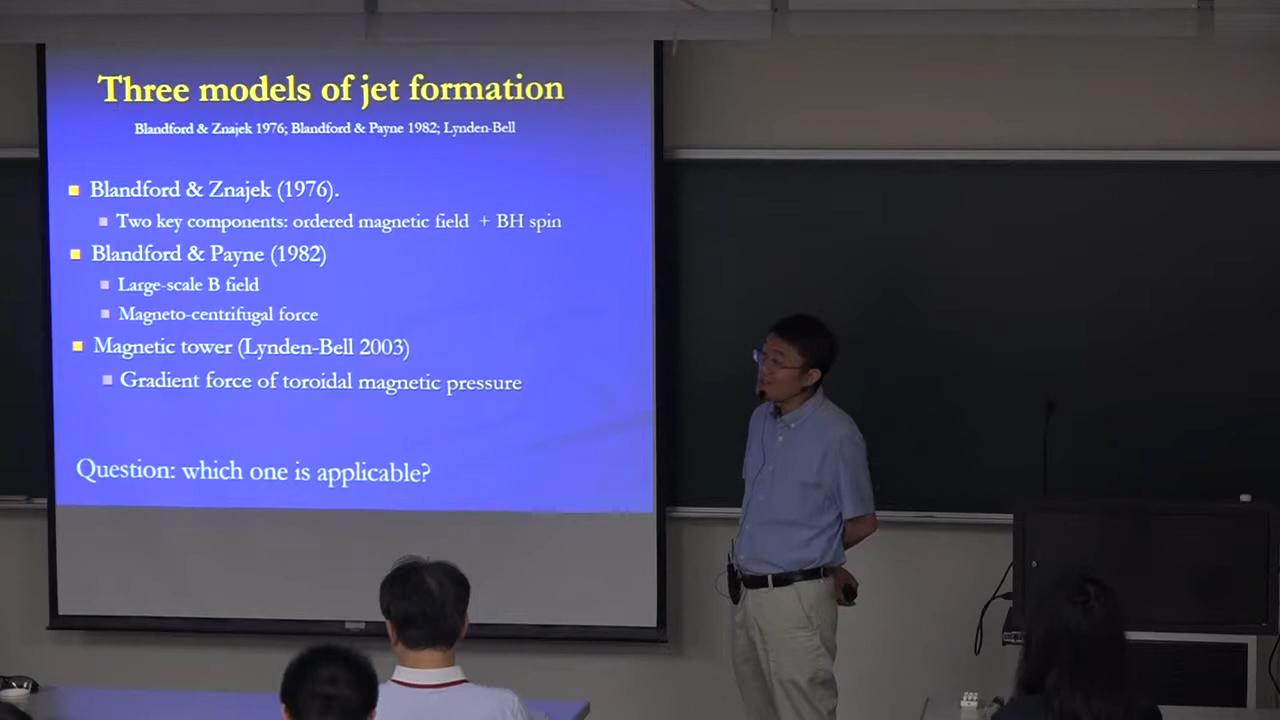 Three models of jet formation
Blandford & Znajek 1976; Blandford & Payne 1982; Lynden-Bell
Blandford & Znajek (1976).
Two key components: ordered magnetic field + BH spin
Blandford & Payne (1982)
Large-scale B field
Magneto-centrifugal force
Magnetic tower (Lynden-Bell 2003)
Gradient force of toroidal magnetic pressure
Question: which one is applicable?